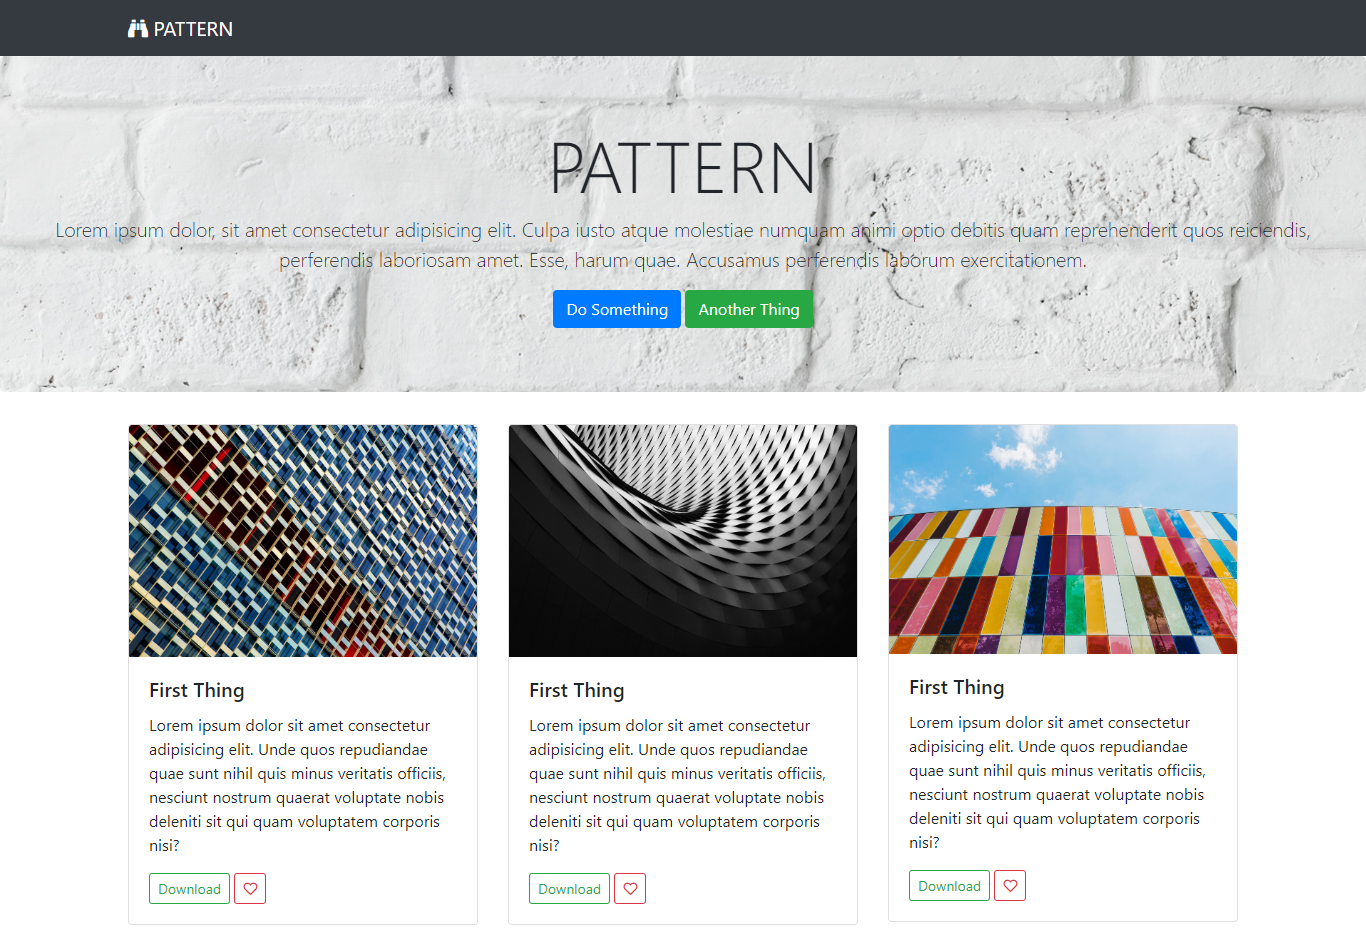 PATTERN
PATTERN
Lorem ipsum dolor, sit amet consectetur adipisicing elit. Culpa iusto atque molestiae numquam animi optio debitis quam reprehenderit quos reiciendis,
perferendis laboriosam amet. Esse, harum quae. Accusamus perferendis laborum exercitationem.
Do Something Another Thing
First Thing
Lorem ipsum dolor sit amet consectetur
adipisicing elit. Unde quos repudiandae
quae sunt nihil quis minus veritatis officiis,
nesciunt nostrum quaerat voluptate nobis
deleniti sit qui quam voluptatem corporis
nisi?
Download
First Thing
Lorem ipsum dolor sit amet consectetur
adipisicing elit. Unde quos repudiandae
quae sunt nihil quis minus veritatis officiis,
nesciunt nostrum quaerat voluptate nobis
deleniti sit qui quam voluptatem corporis
nisi?
Download
First Thing
Lorem ipsum dolor sit amet consectetur
adipisicing elit. Unde quos repudiandae
quae sunt nihil quis minus veritatis officiis,
nesciunt nostrum quaerat voluptate nobis
deleniti sit qui quam voluptatem corporis
nisi?
Download